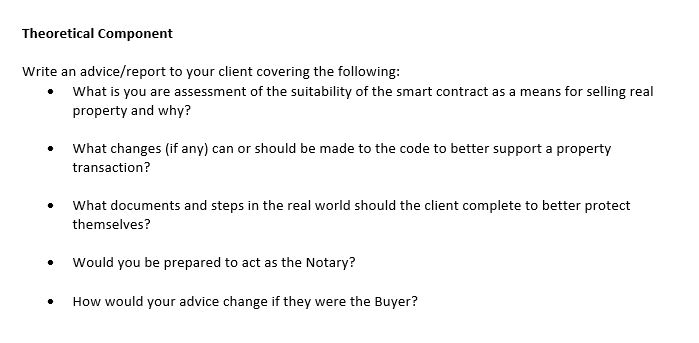 Theoretical Component
Write an advice/report to your client covering the following:
• What is you are assessment of the suitability of the smart contract as a means for selling real
property and why?
• What changes (if any) can or should be made to the code to better support a property
transaction?
• What documents and steps in the real world should the client complete to better protect
themselves?
• Would you be prepared to act as the Notary?
• How would your advice change if they were the Buyer?